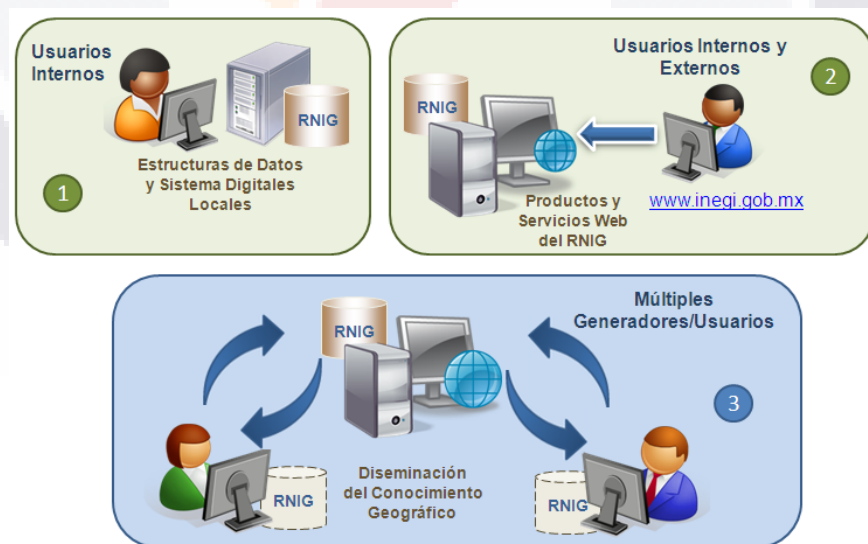 Usuarios
Internos
RNIG
Estructuras de Datos
y Sistema Digitales
Locales
1
Usuarios Internos y
Externos
2
RNIG
Productos y
Servicios Web
del RNIG
www.inegi.gob.mx
Múltiples
Generadores/Usuarios
RNIG
3
RNIG
Diseminación
del Conocimiento
Geográfico
RNIG